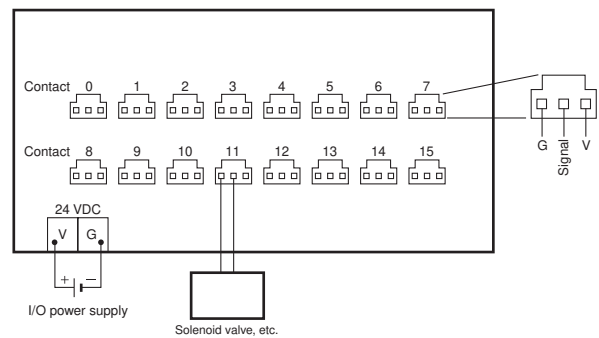 Contact 0 1 2 3 4 5 6 7
G Signal V
Contact 8 9 10 11 12 13 14 15
24 VDC
V G
+ −
I/O power supply
Solenoid valve, etc.